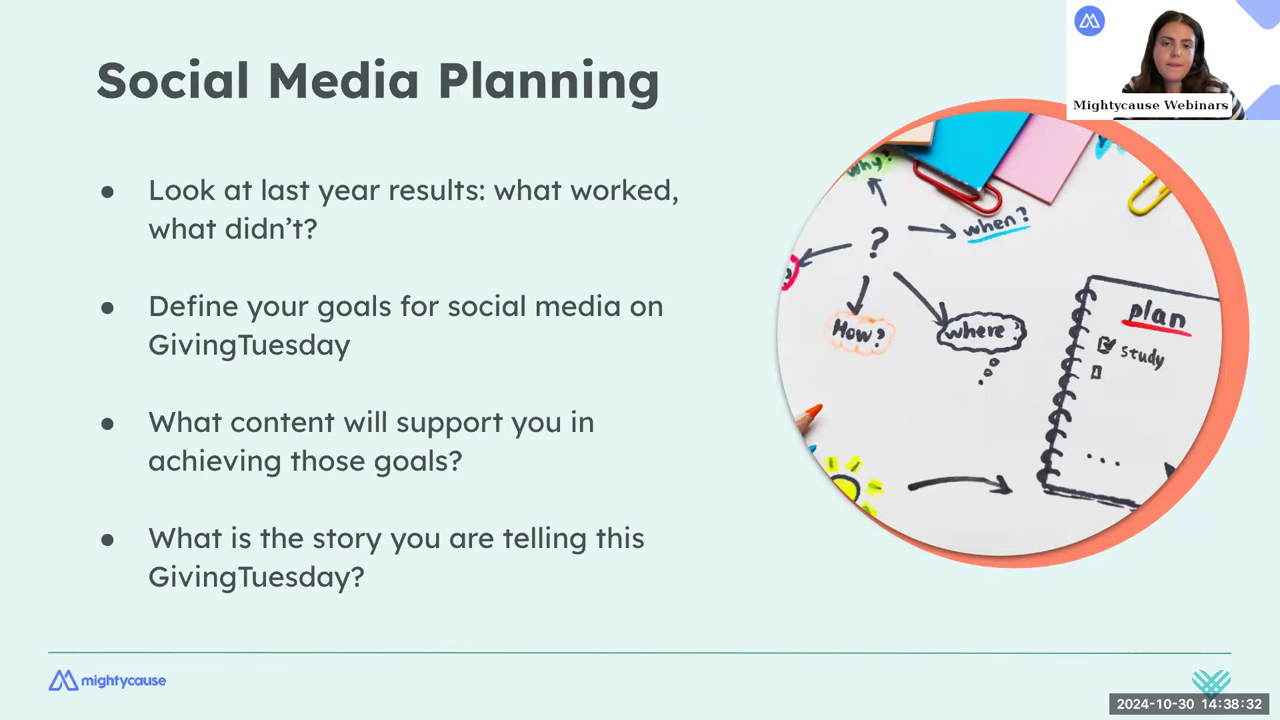 Social Media Planning
Mightycause Webinars
● Look at last year results: what worked,
what didn’t?
● Define your goals for social media on
GivingTuesday
● What content will support you in
achieving those goals?
● What is the story you are telling this
GivingTuesday?
why?
when?
?
How?
where?
plan
study
...
mightycause
2024-10-30 14:38:32